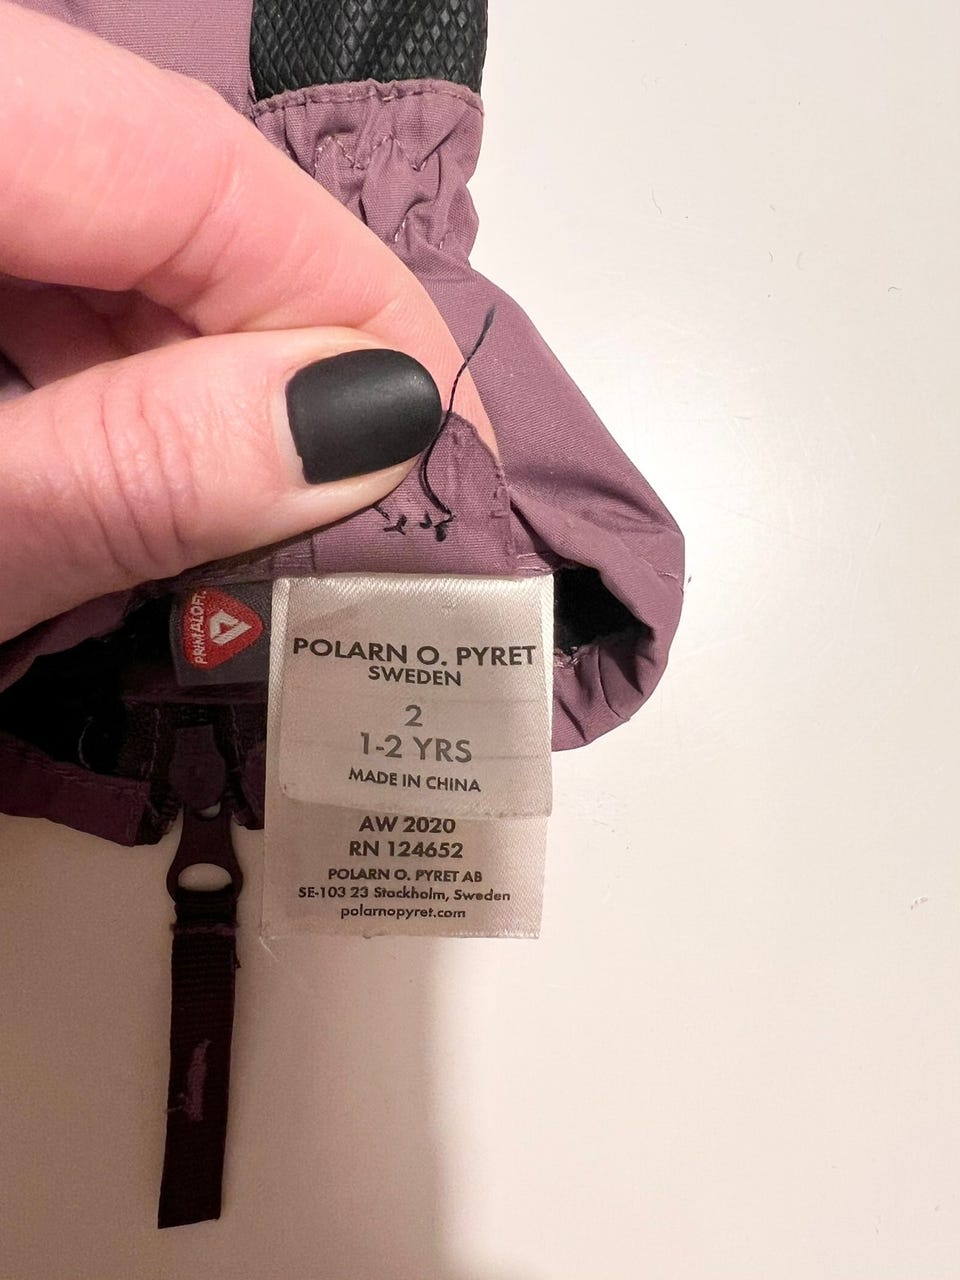 PRIMALOFT
POLARN O. PYRET
SWEDEN
2
1-2 YRS
MADE IN CHINA
AW 2020
RN 124652
POLARN O. PYRET AB
SE-103 23 Stockholm, Sweden
polarnopyret.com